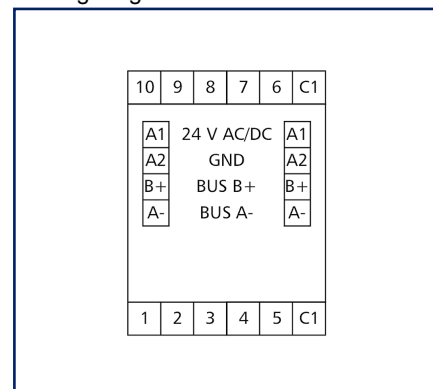 10 9 8 7 6 C1
A1 24 V AC/DC A1
A2 GND A2
B+ BUS B+ B+
A- BUS A- A-
1 2 3 4 5 C1